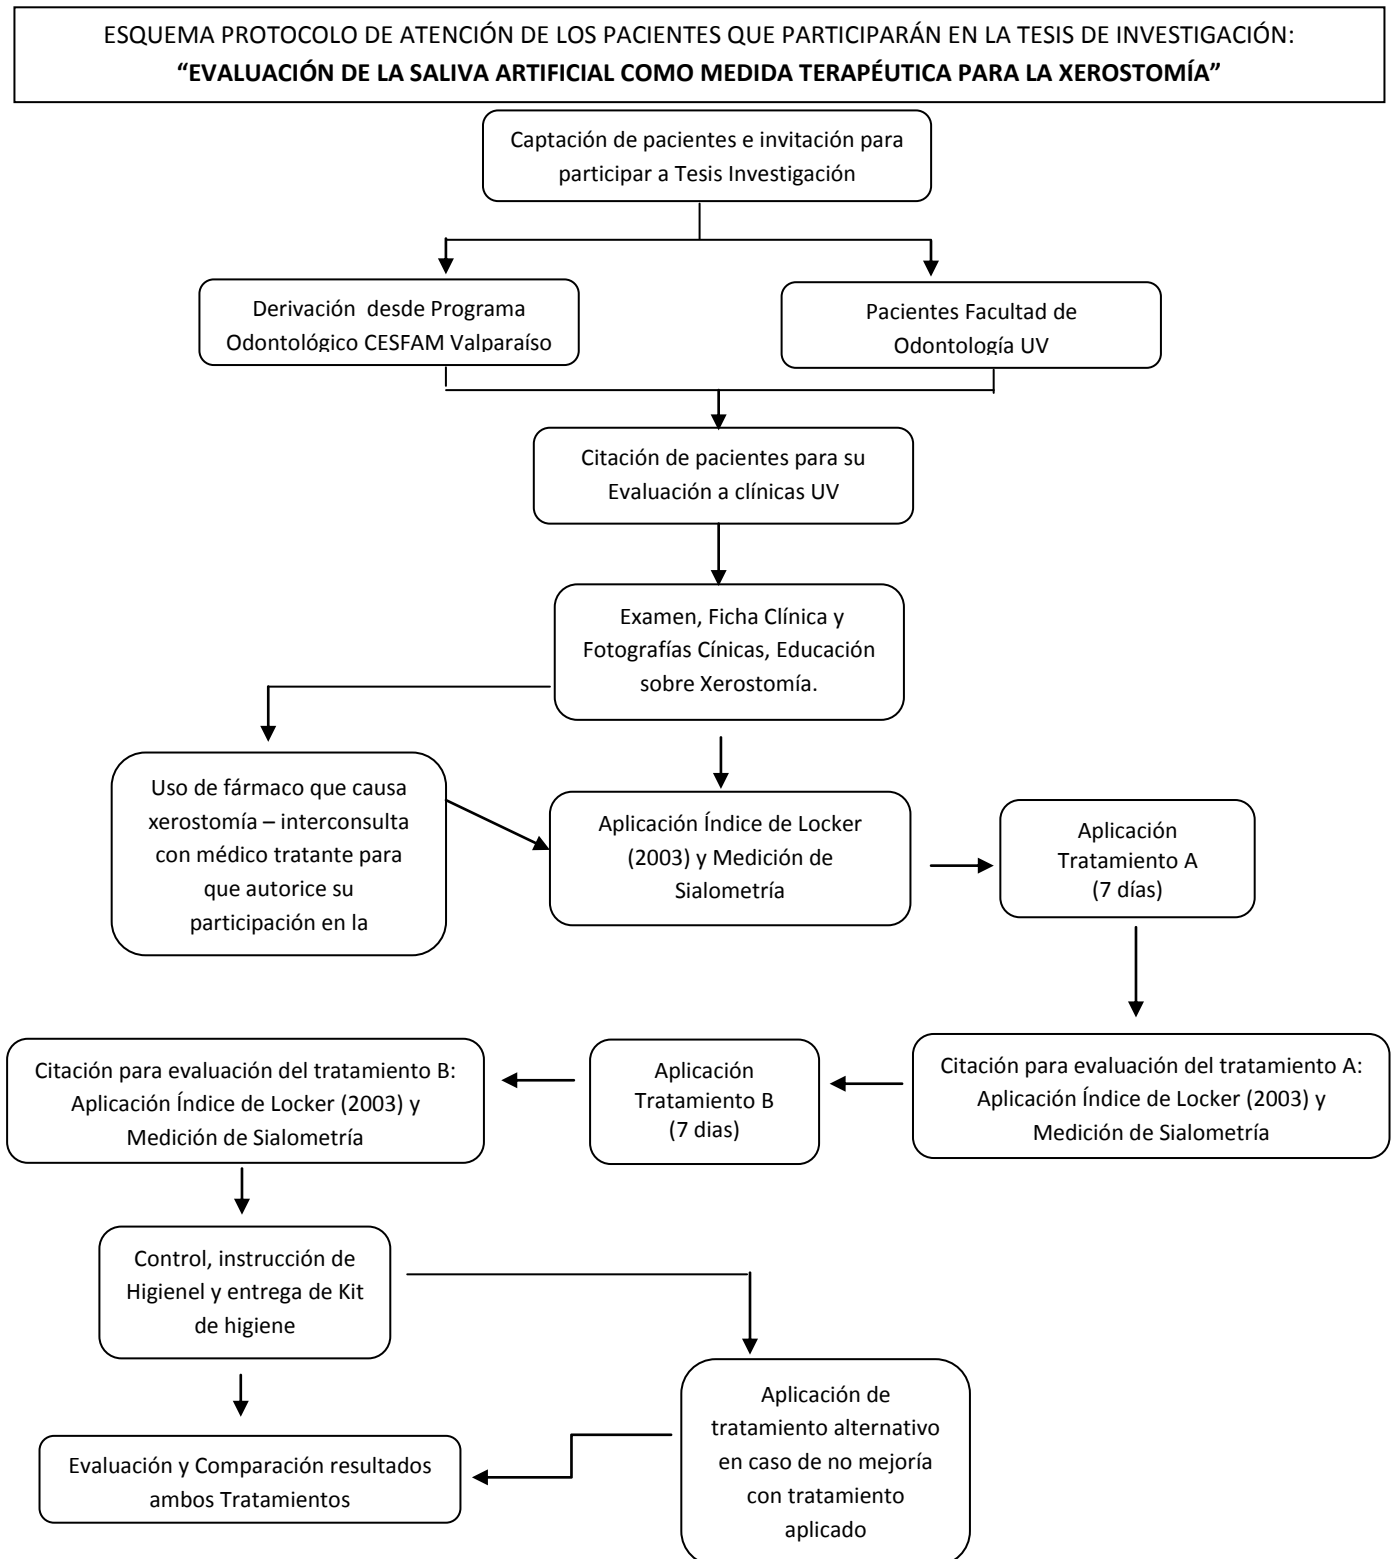 ESQUEMA PROTOCOLO DE ATENCIÓN DE LOS PACIENTES QUE PARTICIPARÁN EN LA TESIS DE INVESTIGACIÓN:
“EVALUACIÓN DE LA SALIVA ARTIFICIAL COMO MEDIDA TERAPÉUTICA PARA LA XEROSTOMÍA”
Captación de pacientes e invitación para
participar a Tesis Investigación
Derivación desde Programa
Odontológico CESFAM Valparaíso
Pacientes Facultad de
Odontología UV
Citación de pacientes para su
Evaluación a clínicas UV
Examen, Ficha Clínica y
Fotografías Cínicas, Educación
sobre Xerostomía.
Uso de fármaco que causa
xerostomía – interconsulta
con médico tratante para
que autorice su
participación en la
Aplicación Índice de Locker
(2003) y Medición de
Sialometría
Aplicación
Tratamiento A
(7 días)
Citación para evaluación del tratamiento A:
Aplicación Índice de Locker (2003) y
Medición de Sialometría
Aplicación
Tratamiento B
(7 dias)
Citación para evaluación del tratamiento B:
Aplicación Índice de Locker (2003) y
Medición de Sialometría
Control, instrucción de
Higienel y entrega de Kit
de higiene
Aplicación de
tratamiento alternativo
en caso de no mejoría
con tratamiento
aplicado
Evaluación y Comparación resultados
ambos Tratamientos